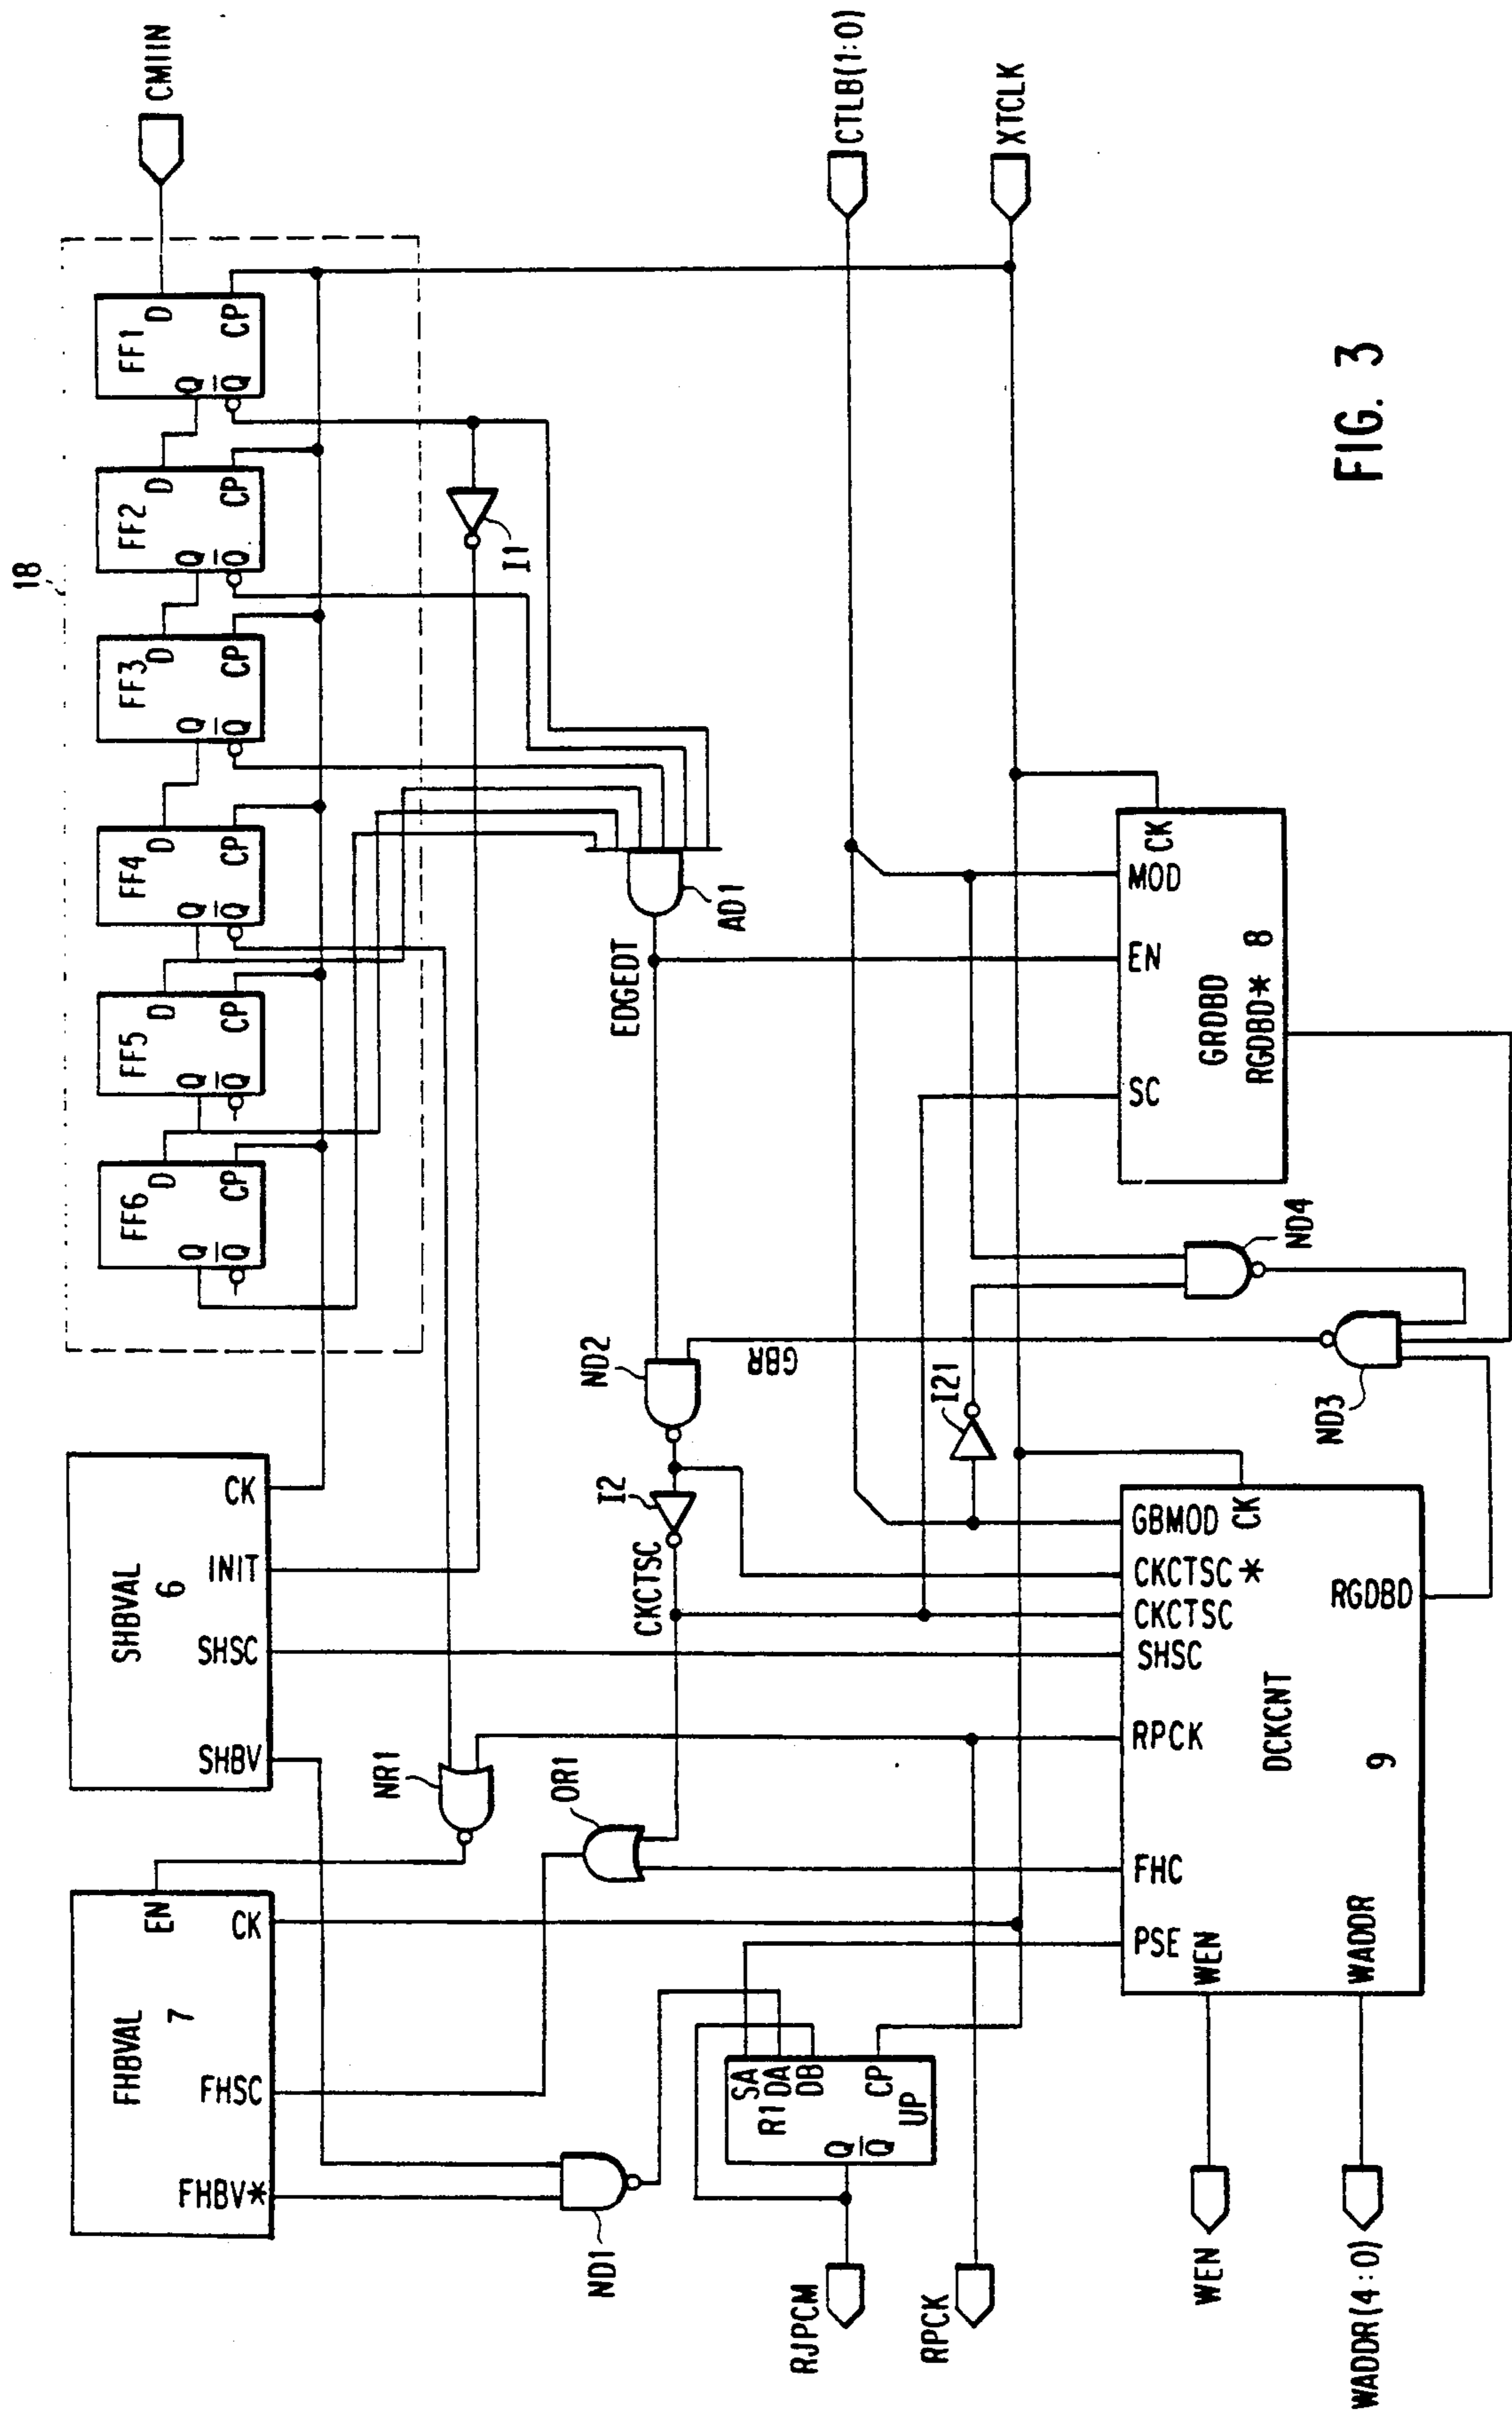 CMIIN
CTLB(1:0)
XTCLK
FIG. 3
18
FF1
D
CP
Q
Q̅
FF2
D
CP
Q
Q̅
FF3
D
CP
Q
Q̅
FF4
D
CP
Q
Q̅
FF5
D
CP
Q
Q̅
FF6
D
CP
Q
Q̅
I1
AD1
EDGEDT
CK
MOD
EN
SC
GRDBD
RGDBD* 8
ND4
ND3
ND2
GBR
I21
I2
CKCTSC
SHBVAL
6
CK
INIT
SHSC
SHBV
NR1
OR1
FHBVAL
7
EN
CK
FHSC
FHBV*
ND1
GBMOD
CK
CKCTSC*
CKCTSC
SHSC
RPCK
FHC
PSE
WEN
WADDR
RGDBD
DCKCNT
9
SA
DA
DB
CP
R1
UP
Q
Q̅
RJPCM
RPCK
WEN
WADDR(4:0)